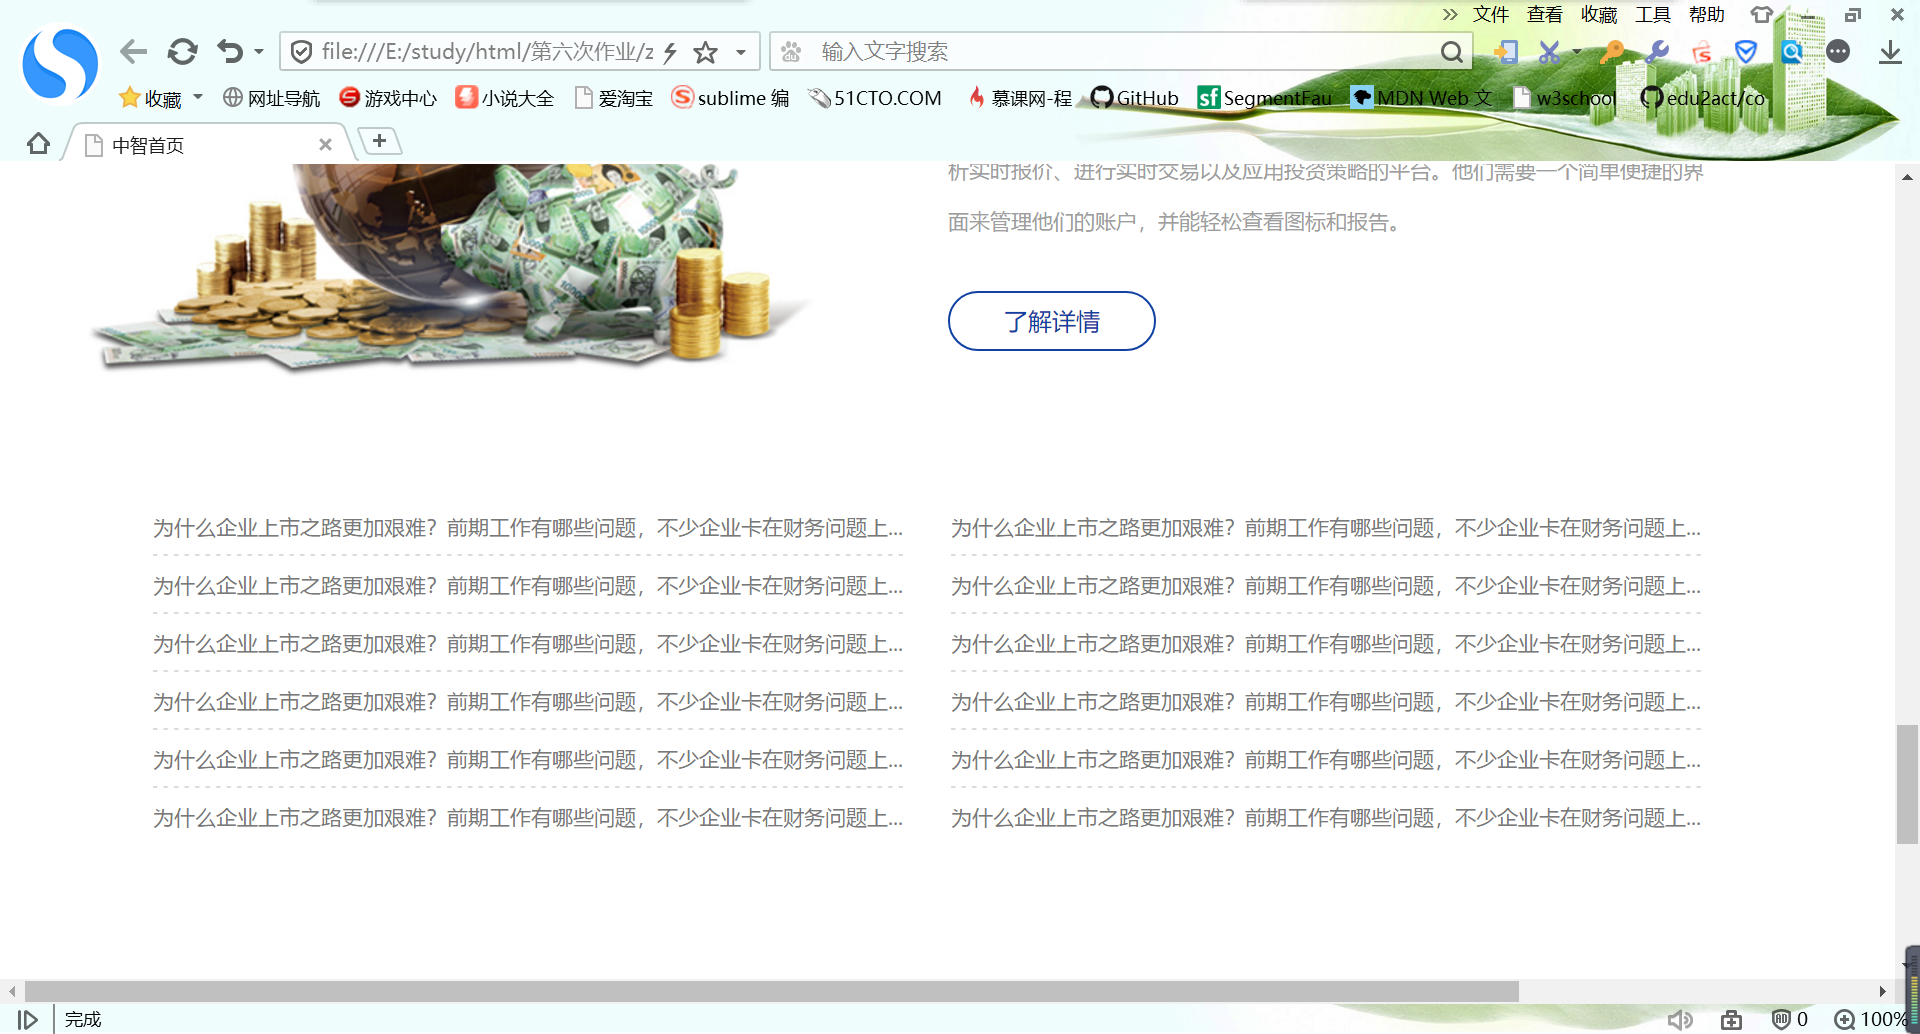 文件 查看 收藏 工具 帮助
file:///E:/study/html/第六次作业/z
输入文字搜索
收藏 网址导航 游戏中心 小说大全 爱淘宝 sublime 编 51CTO.COM 慕课网-程 GitHub SegmentFau MDN Web 文 w3school edu2act/co
中智首页
析实时报价、进行实时交易以及应用投资策略的平台。他们需要一个简单便捷的界
面来管理他们的账户，并能轻松查看图标和报告。
了解详情
为什么企业上市之路更加艰难？前期工作有哪些问题，不少企业卡在财务问题上... 为什么企业上市之路更加艰难？前期工作有哪些问题，不少企业卡在财务问题上...
为什么企业上市之路更加艰难？前期工作有哪些问题，不少企业卡在财务问题上... 为什么企业上市之路更加艰难？前期工作有哪些问题，不少企业卡在财务问题上...
为什么企业上市之路更加艰难？前期工作有哪些问题，不少企业卡在财务问题上... 为什么企业上市之路更加艰难？前期工作有哪些问题，不少企业卡在财务问题上...
为什么企业上市之路更加艰难？前期工作有哪些问题，不少企业卡在财务问题上... 为什么企业上市之路更加艰难？前期工作有哪些问题，不少企业卡在财务问题上...
为什么企业上市之路更加艰难？前期工作有哪些问题，不少企业卡在财务问题上... 为什么企业上市之路更加艰难？前期工作有哪些问题，不少企业卡在财务问题上...
为什么企业上市之路更加艰难？前期工作有哪些问题，不少企业卡在财务问题上... 为什么企业上市之路更加艰难？前期工作有哪些问题，不少企业卡在财务问题上...
完成
AD 0 100%